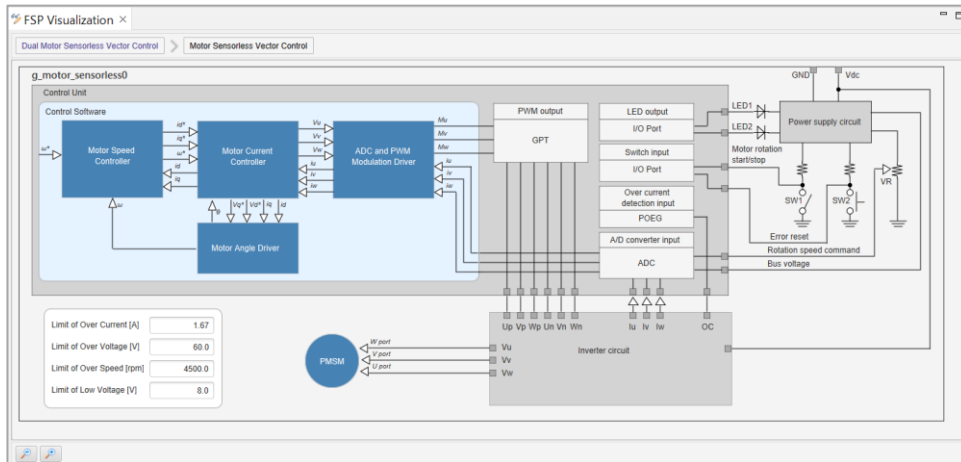 FSP Visualization
Dual Motor Sensorless Vector Control
Motor Sensorless Vector Control
g_motor_sensorless0
Control Unit
Control Software
Motor Speed
Controller
Motor Current
Controller
ADC and PWM
Modulation Driver
Motor Angle Driver
ω*
id*
iq*
ω*
id
iq
Vu
Vv
Vw
iu
iv
iw
Mu
Mv
Mw
iu
iv
iw
ω
Vq*
Vd*
iq
id
PWM output
GPT
LED output
I/O Port
Switch input
I/O Port
Over current
detection input
POEG
A/D converter input
ADC
GND
Vdc
LED1
LED2
Power supply circuit
Motor rotation
start/stop
SW1
SW2
VR
Error reset
Rotation speed command
Bus voltage
Up Vp Wp Un Vn Wn
Iu Iv Iw
OC
Inverter circuit
Vu
Vv
Vw
W port
V port
U port
PMSM
Limit of Over Current [A] 1.67
Limit of Over Voltage [V] 60.0
Limit of Over Speed [rpm] 4500.0
Limit of Low Voltage [V] 8.0